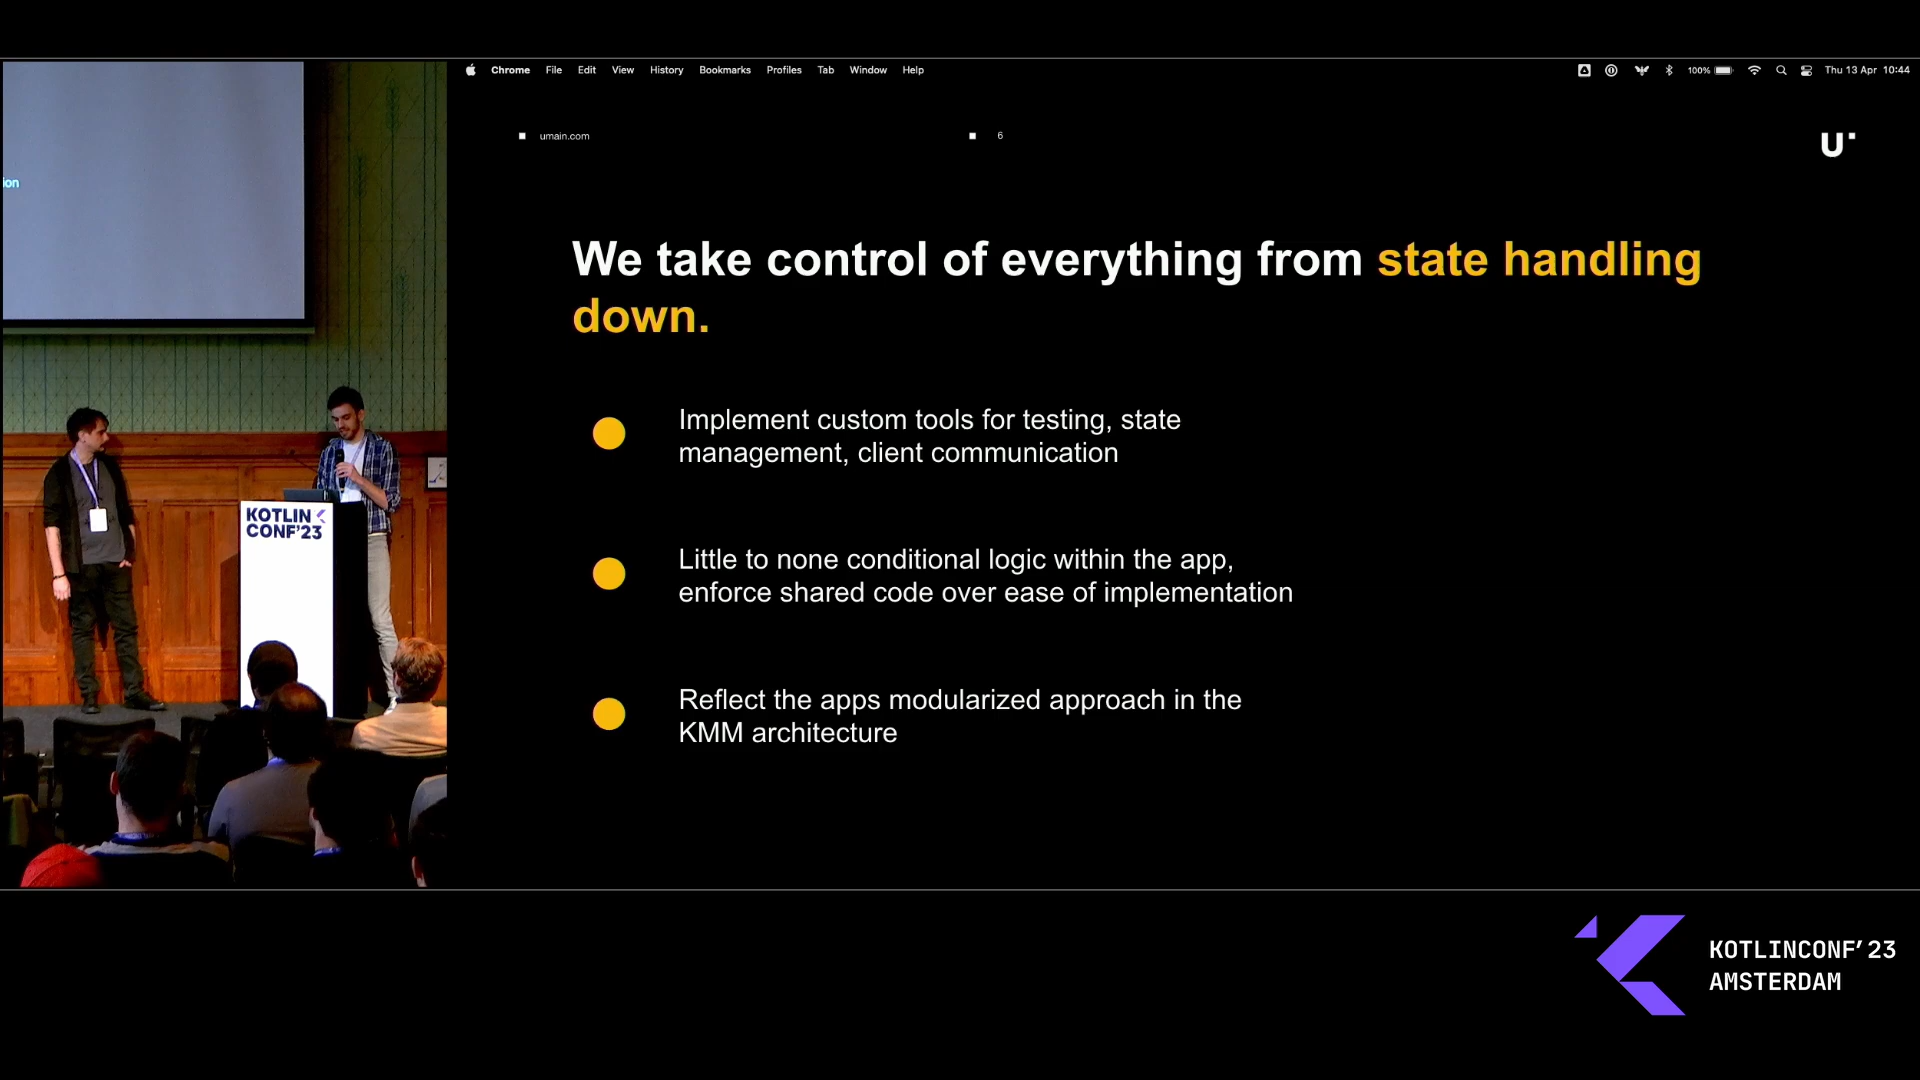 Chrome File Edit View History Bookmarks Profiles Tab Window Help
100% Thu 13 Apr 10:44
umain.com
6
U
ion
We take control of everything from state handling
down.
Implement custom tools for testing, state
management, client communication
Little to none conditional logic within the app,
enforce shared code over ease of implementation
Reflect the apps modularized approach in the
KMM architecture
KOTLIN
CONF'23
KOTLINCONF'23
AMSTERDAM